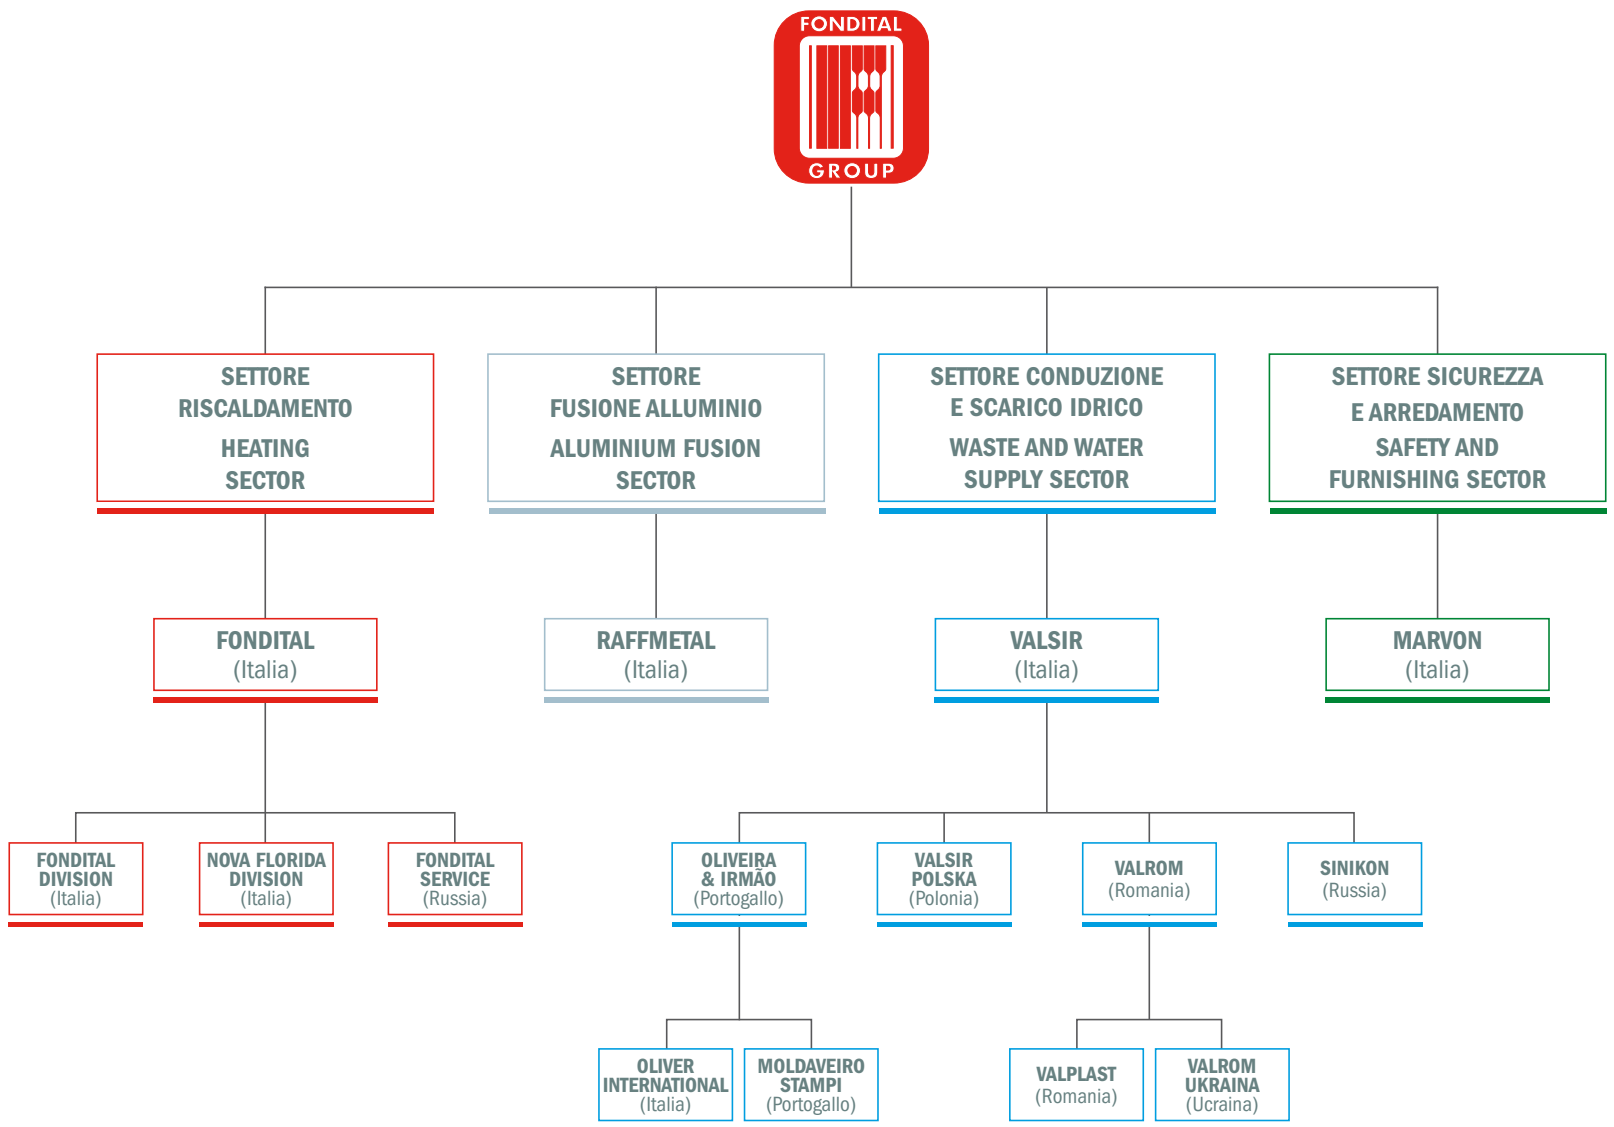 FONDITAL
GROUP
SETTORE
RISCALDAMENTO
HEATING
SECTOR
SETTORE
FUSIONE ALLUMINIO
ALUMINIUM FUSION
SECTOR
SETTORE CONDUZIONE
E SCARICO IDRICO
WASTE AND WATER
SUPPLY SECTOR
SETTORE SICUREZZA
E ARREDAMENTO
SAFETY AND
FURNISHING SECTOR
FONDITAL
(Italia)
RAFFMETAL
(Italia)
VALSIR
(Italia)
MARVON
(Italia)
FONDITAL
DIVISION
(Italia)
NOVA FLORIDA
DIVISION
(Italia)
FONDITAL
SERVICE
(Russia)
OLIVEIRA
& IRMÃO
(Portogallo)
VALSIR
POLSKA
(Polonia)
VALROM
(Romania)
SINIKON
(Russia)
OLIVER
INTERNATIONAL
(Italia)
MOLDAVEIRO
STAMPI
(Portogallo)
VALPLAST
(Romania)
VALROM
UKRAINA
(Ucraina)